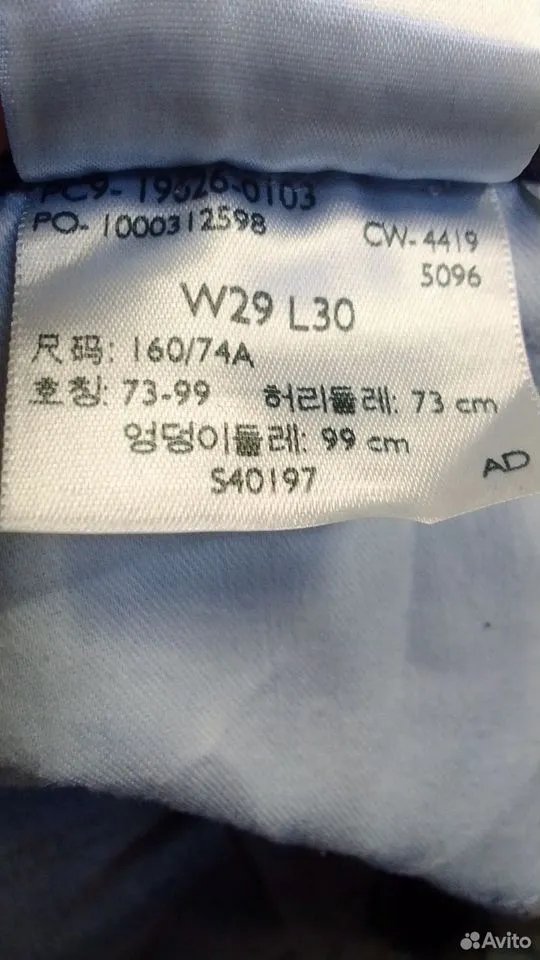 PC9- 19626-0103
PO- 1000312598
CW- 4419
5096
W29 L30
尺码: 160/74A
호칭: 73-99 허리둘레: 73 cm
엉덩이둘레: 99 cm
S40197
AD
Avito